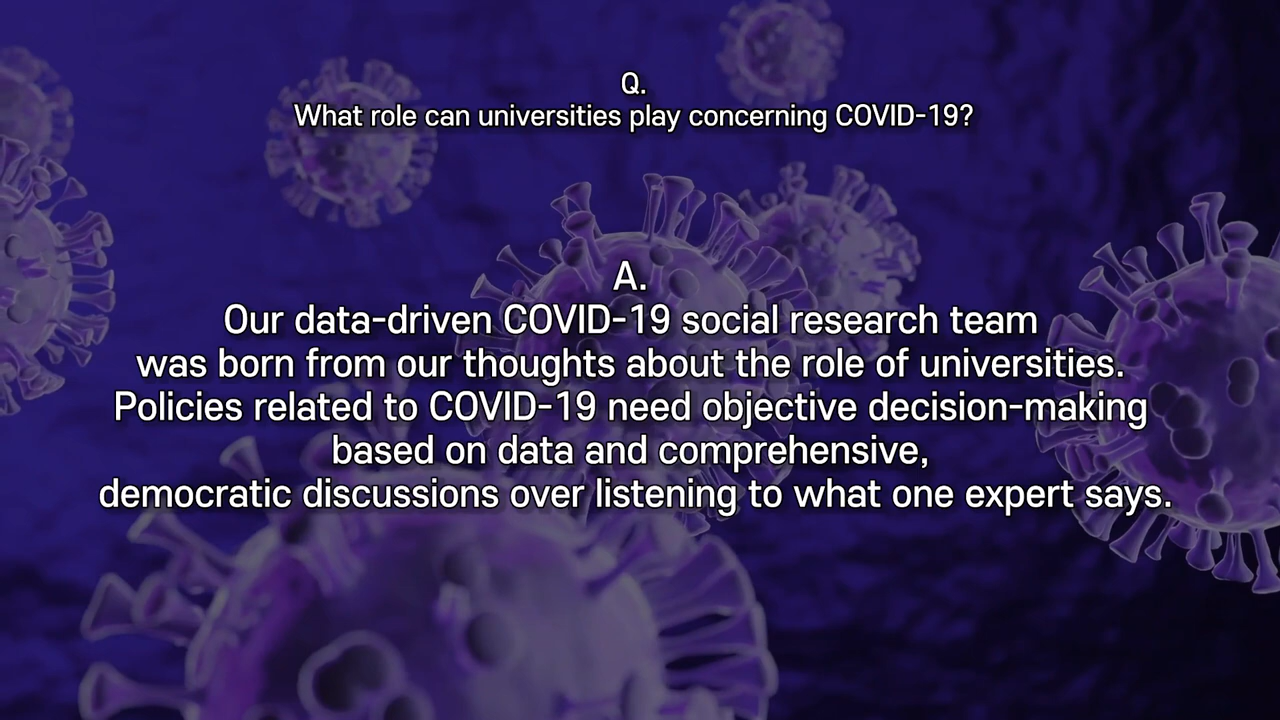 Q.
What role can universities play concerning COVID-19?
A.
Our data-driven COVID-19 social research team
was born from our thoughts about the role of universities.
Policies related to COVID-19 need objective decision-making
based on data and comprehensive,
democratic discussions over listening to what one expert says.